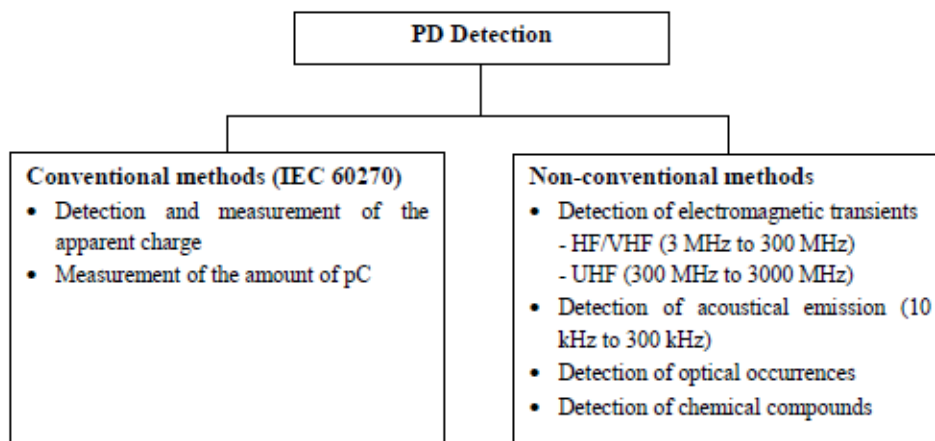 PD Detection
Conventional methods (IEC 60270)
• Detection and measurement of the
apparent charge
• Measurement of the amount of pC
Non-conventional methods
• Detection of electromagnetic transients
- HF/VHF (3 MHz to 300 MHz)
- UHF (300 MHz to 3000 MHz)
• Detection of acoustical emission (10
kHz to 300 kHz)
• Detection of optical occurrences
• Detection of chemical compounds